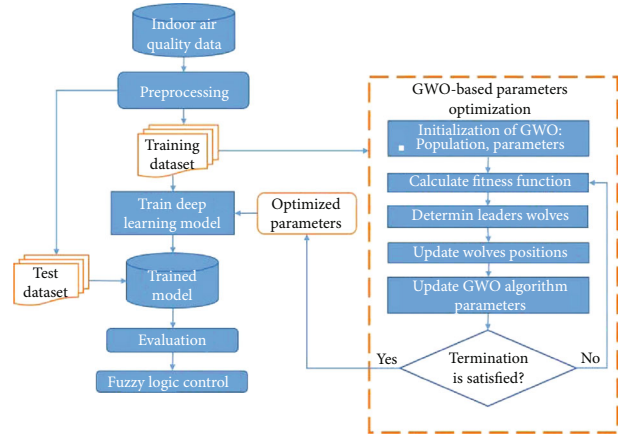 Indoor air
quality data
Preprocessing
Training
dataset
Train deep
learning model
Optimized
parameters
Test
dataset
Trained
model
Evaluation
Fuzzy logic control
GWO-based parameters
optimization
Initialization of GWO:
Population, parameters
Calculate fitness function
Determin leaders wolves
Update wolves positions
Update GWO algorithm
parameters
Termination
is satisfied?
Yes
No